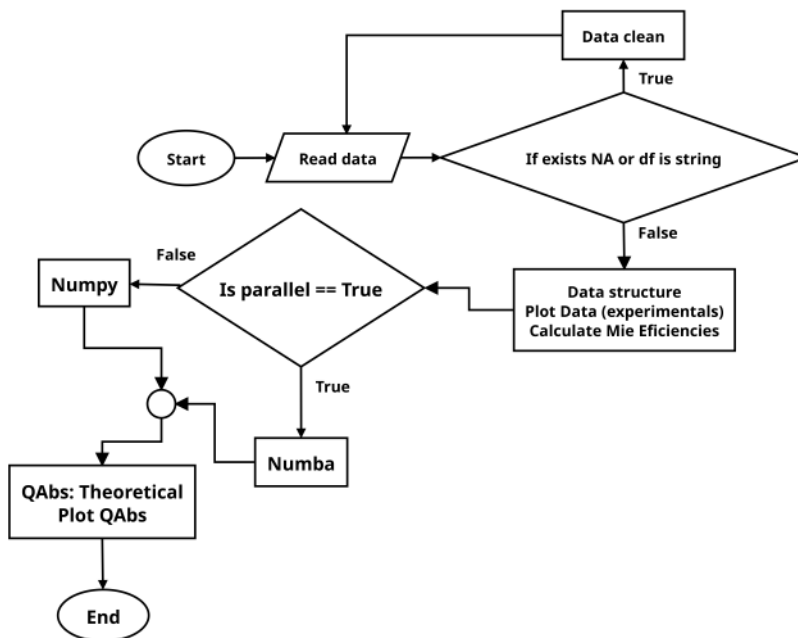 Data clean
True
Start
Read data
If exists NA or df is string
False
Data structure
Plot Data (experimentals)
Calculate Mie Eficiencies
Is parallel == True
False
Numpy
True
Numba
QAbs: Theoretical
Plot QAbs
End